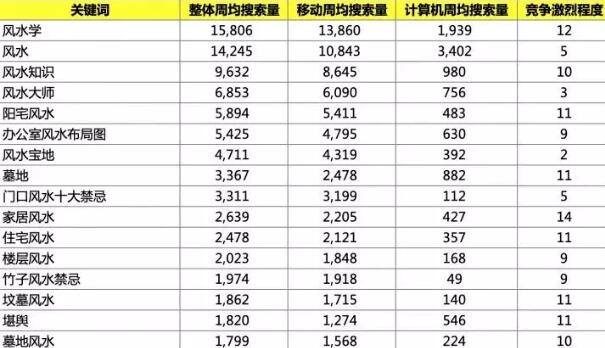 关键词 整体周均搜索量 移动周均搜索量 计算机周均搜索量 竞争激烈程度
风水学 15,806 13,860 1,939 12
风水 14,245 10,843 3,402 5
风水知识 9,632 8,645 980 10
风水大师 6,853 6,090 756 3
阳宅风水 5,894 5,411 483 11
办公室风水布局图 5,425 4,795 630 9
风水宝地 4,711 4,319 392 2
墓地 3,367 2,478 882 11
门口风水十大禁忌 3,311 3,199 112 5
家居风水 2,639 2,205 427 14
住宅风水 2,478 2,121 357 11
楼层风水 2,023 1,848 168 9
竹子风水禁忌 1,974 1,918 49 9
坟墓风水 1,862 1,715 140 11
堪舆 1,820 1,274 546 11
墓地风水 1,799 1,568 224 10